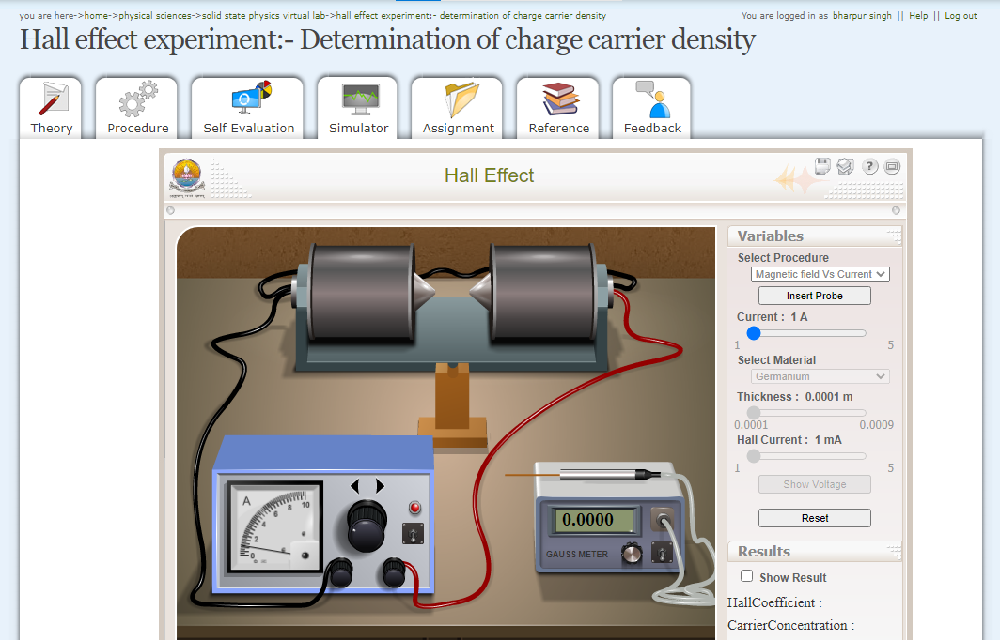 you are here->home->physical sciences->solid state physics virtual lab->hall effect experiment:- determination of charge carrier density
You are logged in as bharpur singh || Help || Log out
Hall effect experiment:- Determination of charge carrier density
Theory
Procedure
Self Evaluation
Simulator
Assignment
Reference
Feedback
Hall Effect
?
Variables
Select Procedure
Magnetic field Vs Current
Insert Probe
Current : 1 A
1 5
Select Material
Germanium
Thickness : 0.0001 m
0.0001 0.0009
Hall Current : 1 mA
1 5
Show Voltage
Reset
Results
Show Result
HallCoefficient :
CarrierConcentration :
A
0 2 4 6 8 10
0.0000
GAUSS METER